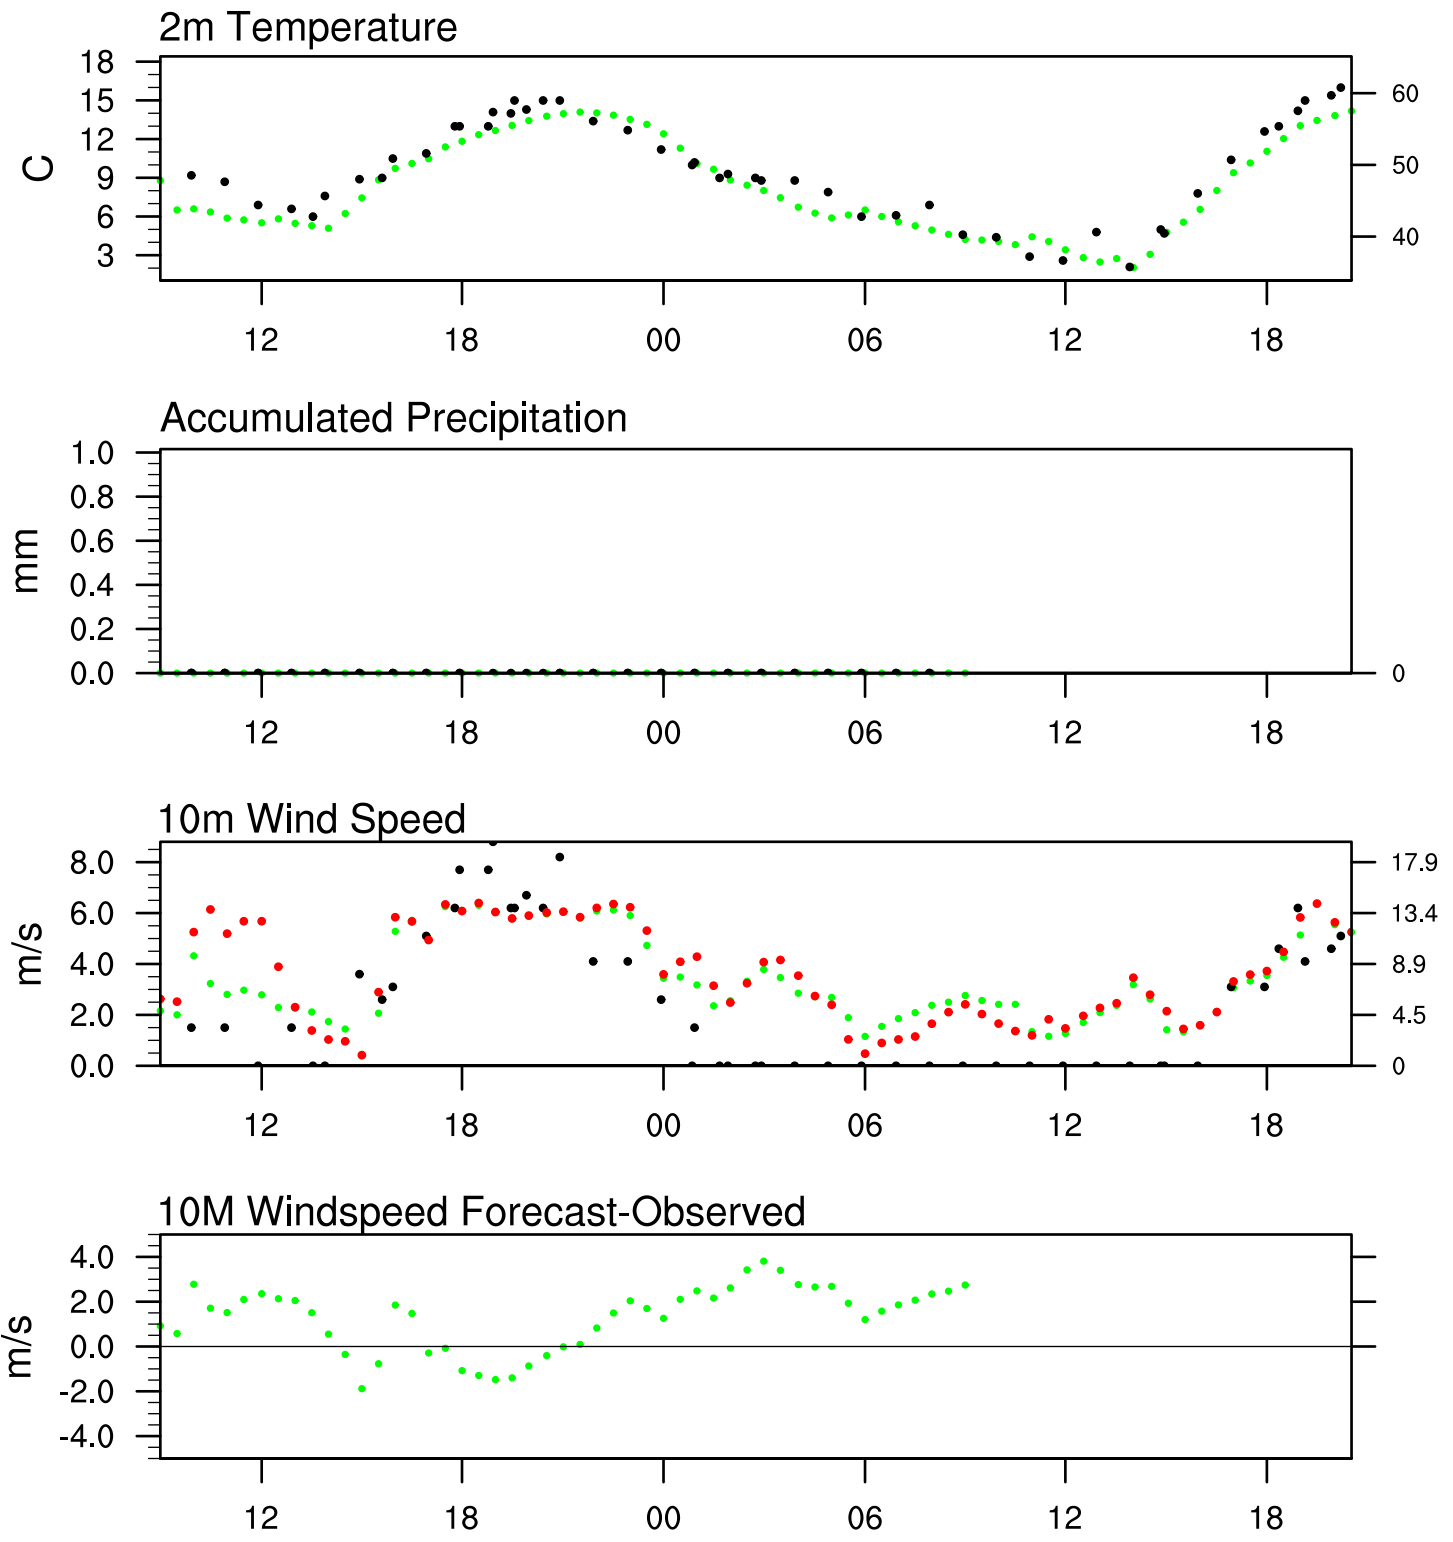 2m Temperature
18
15
12
9
6
3
C
60
50
40
12 18 00 06 12 18
Accumulated Precipitation
1.0
0.8
0.6
0.4
0.2
0.0
mm
0
12 18 00 06 12 18
10m Wind Speed
8.0
6.0
4.0
2.0
0.0
m/s
17.9
13.4
8.9
4.5
0
12 18 00 06 12 18
10M Windspeed Forecast-Observed
4.0
2.0
0.0
-2.0
-4.0
m/s
12 18 00 06 12 18